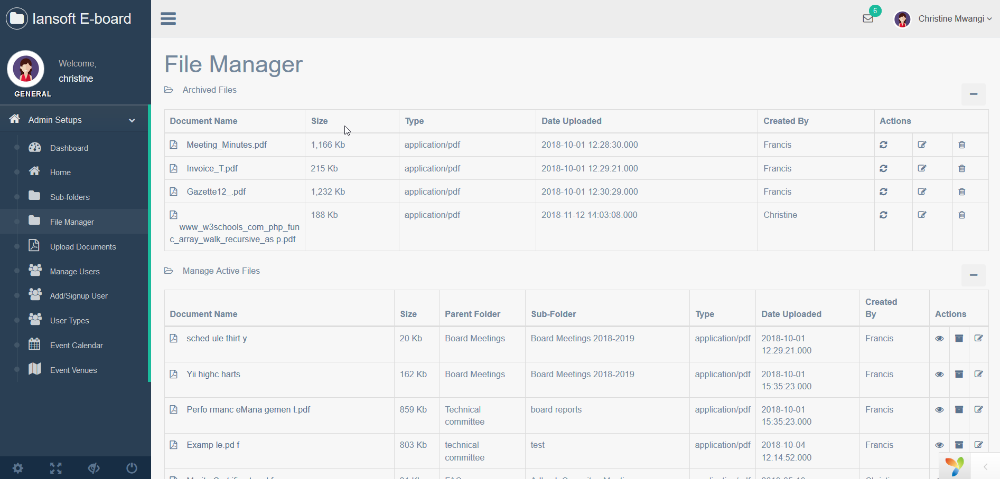 Iansoft E-board
6
Christine Mwangi
Welcome,
christine
GENERAL
Admin Setups
Dashboard
Home
Sub-folders
File Manager
Upload Documents
Manage Users
Add/Signup User
User Types
Event Calendar
Event Venues
File Manager
Archived Files
Document Name Size Type Date Uploaded Created By Actions
Meeting_Minutes.pdf 1,166 Kb application/pdf 2018-10-01 12:28:30.000 Francis
Invoice_T.pdf 215 Kb application/pdf 2018-10-01 12:29:21.000 Francis
Gazette12_.pdf 1,232 Kb application/pdf 2018-10-01 12:30:29.000 Francis
188 Kb application/pdf 2018-11-12 14:03:08.000 Christine
www_w3schools_com_php_fun
c_array_walk_recursive_as p.pdf
Manage Active Files
Document Name Size Parent Folder Sub-Folder Type Date Uploaded Created By Actions
sched ule thirt y 20 Kb Board Meetings Board Meetings 2018-2019 application/pdf 2018-10-01 Francis
12:29:21.000
Yii highc harts 162 Kb Board Meetings Board Meetings 2018-2019 application/pdf 2018-10-01 Francis
15:35:23.000
Perfo rmanc eMana gemen t.pdf 859 Kb Technical board reports application/pdf 2018-10-01 Francis
committee 15:35:23.000
Examp le.pd f 803 Kb technical test application/pdf 2018-10-04 Francis
committee 12:14:52.000